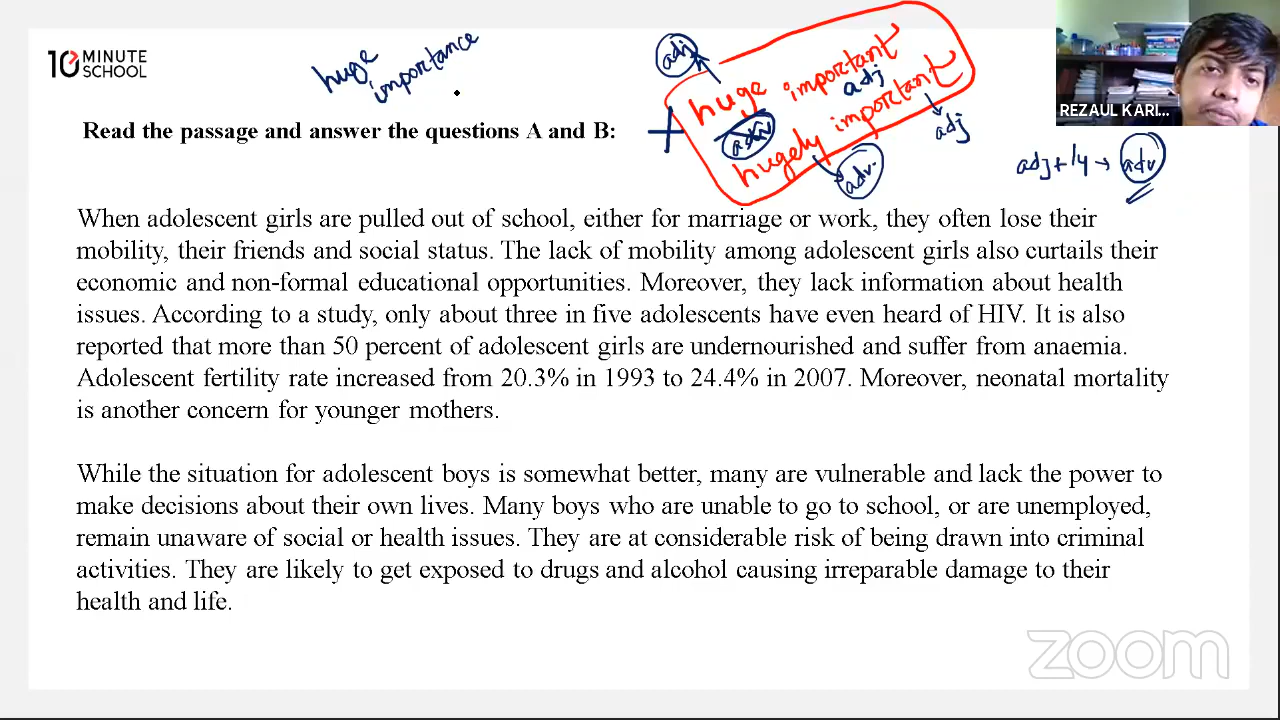 10 MINUTE
SCHOOL
huge
importance
adj
huge important
adj
hugely important
adv.
adj
adj + ly → adv
REZAUL KARI...
Read the passage and answer the questions A and B:
When adolescent girls are pulled out of school, either for marriage or work, they often lose their
mobility, their friends and social status. The lack of mobility among adolescent girls also curtails their
economic and non-formal educational opportunities. Moreover, they lack information about health
issues. According to a study, only about three in five adolescents have even heard of HIV. It is also
reported that more than 50 percent of adolescent girls are undernourished and suffer from anaemia.
Adolescent fertility rate increased from 20.3% in 1993 to 24.4% in 2007. Moreover, neonatal mortality
is another concern for younger mothers.
While the situation for adolescent boys is somewhat better, many are vulnerable and lack the power to
make decisions about their own lives. Many boys who are unable to go to school, or are unemployed,
remain unaware of social or health issues. They are at considerable risk of being drawn into criminal
activities. They are likely to get exposed to drugs and alcohol causing irreparable damage to their
health and life.
zoom